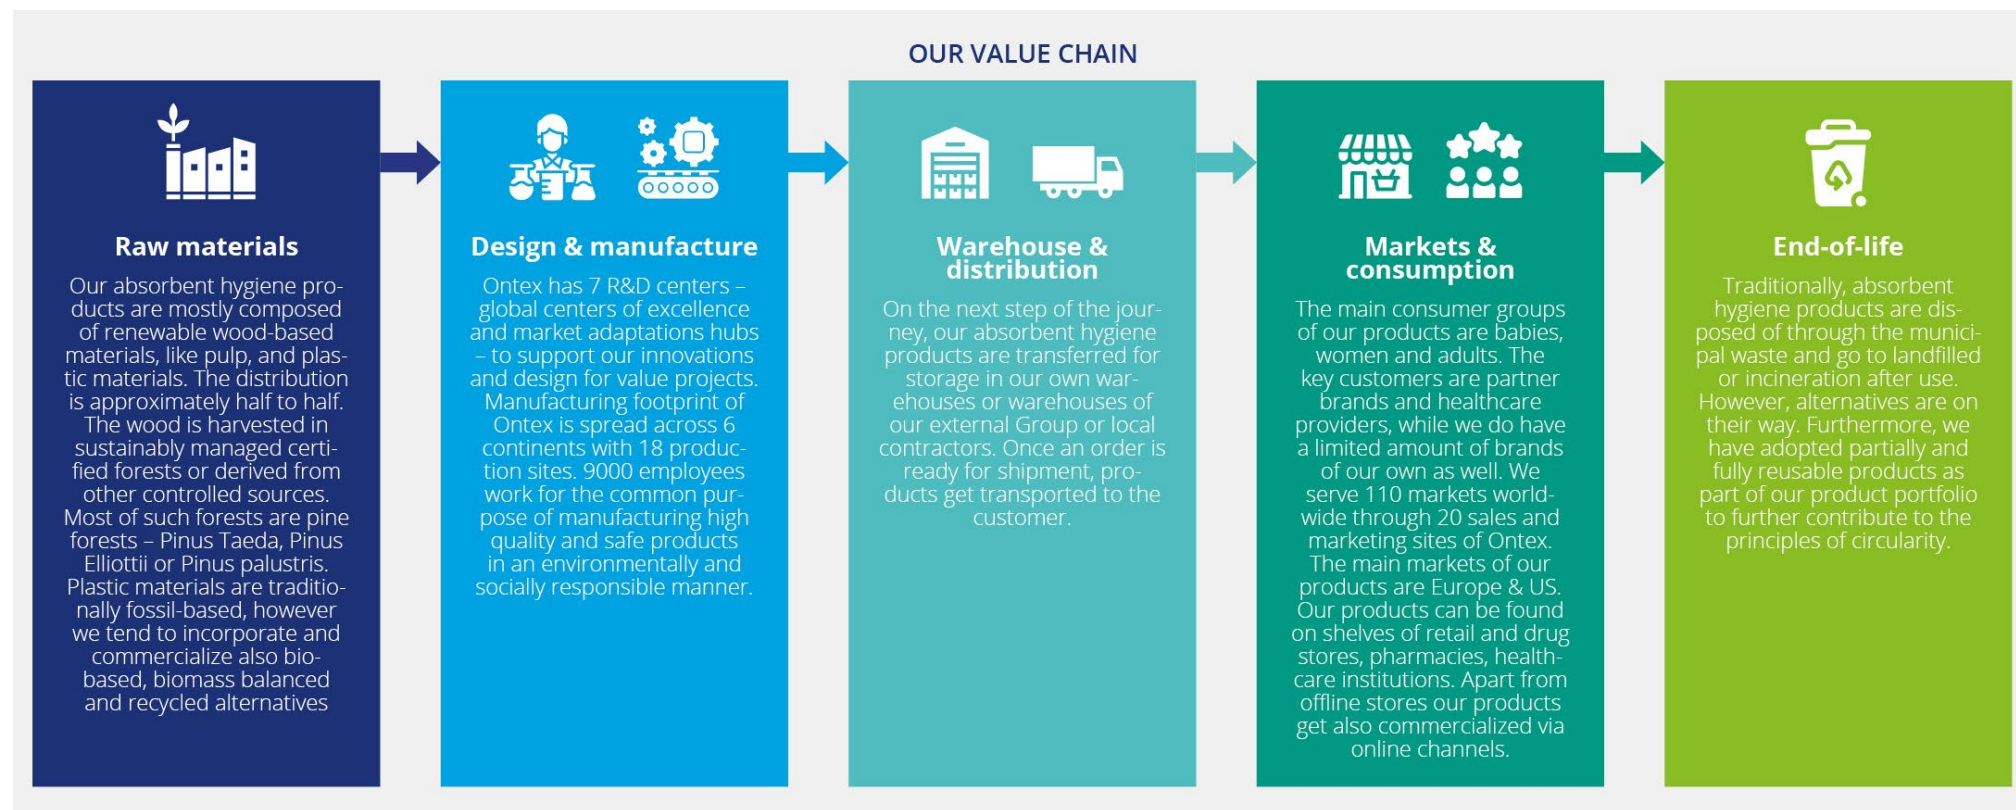 OUR VALUE CHAIN
Raw materials
Our absorbent hygiene pro-
ducts are mostly composed
of renewable wood-based
materials, like pulp, and plas-
tic materials. The distribution
is approximately half to half.
The wood is harvested in
sustainably managed certi-
fied forests or derived from
other controlled sources.
Most of such forests are pine
forests – Pinus Taeda, Pinus
Elliottii or Pinus palustris.
Plastic materials are traditio-
nally fossil-based, however
we tend to incorporate and
commercialize also bio-
based, biomass balanced
and recycled alternatives
Design & manufacture
Ontex has 7 R&D centers –
global centers of excellence
and market adaptations hubs
– to support our innovations
and design for value projects.
Manufacturing footprint of
Ontex is spread across 6
continents with 18 produc-
tion sites. 9000 employees
work for the common pur-
pose of manufacturing high
quality and safe products
in an environmentally and
socially responsible manner.
Warehouse &
distribution
On the next step of the jour-
ney, our absorbent hygiene
products are transferred for
storage in our own war-
ehouses or warehouses of
our external Group or local
contractors. Once an order is
ready for shipment, pro-
ducts get transported to the
customer.
Markets &
consumption
The main consumer groups
of our products are babies,
women and adults. The
key customers are partner
brands and healthcare
providers, while we do have
a limited amount of brands
of our own as well. We
serve 110 markets world-
wide through 20 sales and
marketing sites of Ontex.
The main markets of our
products are Europe & US.
Our products can be found
on shelves of retail and drug
stores, pharmacies, health-
care institutions. Apart from
offline stores our products
get also commercialized via
online channels.
End-of-life
Traditionally, absorbent
hygiene products are dis-
posed of through the munici-
pal waste and go to landfilled
or incineration after use.
However, alternatives are on
their way. Furthermore, we
have adopted partially and
fully reusable products as
part of our product portfolio
to further contribute to the
principles of circularity.